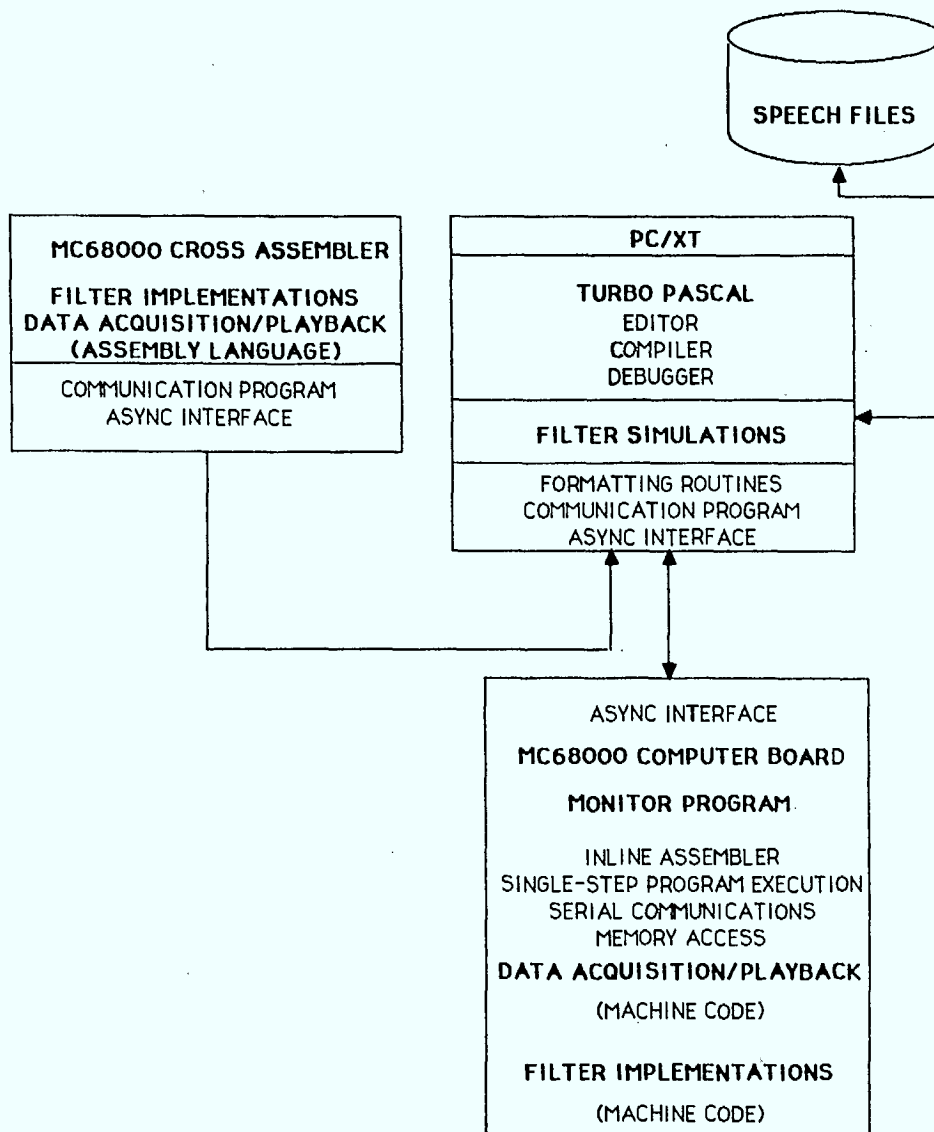 SPEECH FILES
MC68000 CROSS ASSEMBLER
FILTER IMPLEMENTATIONS
DATA ACQUISITION/PLAYBACK
(ASSEMBLY LANGUAGE)
COMMUNICATION PROGRAM
ASYNC INTERFACE
PC/XT
TURBO PASCAL
EDITOR
COMPILER
DEBUGGER
FILTER SIMULATIONS
FORMATTING ROUTINES
COMMUNICATION PROGRAM
ASYNC INTERFACE
ASYNC INTERFACE
MC68000 COMPUTER BOARD
MONITOR PROGRAM
INLINE ASSEMBLER
SINGLE-STEP PROGRAM EXECUTION
SERIAL COMMUNICATIONS
MEMORY ACCESS
DATA ACQUISITION/PLAYBACK
(MACHINE CODE)
FILTER IMPLEMENTATIONS
(MACHINE CODE)